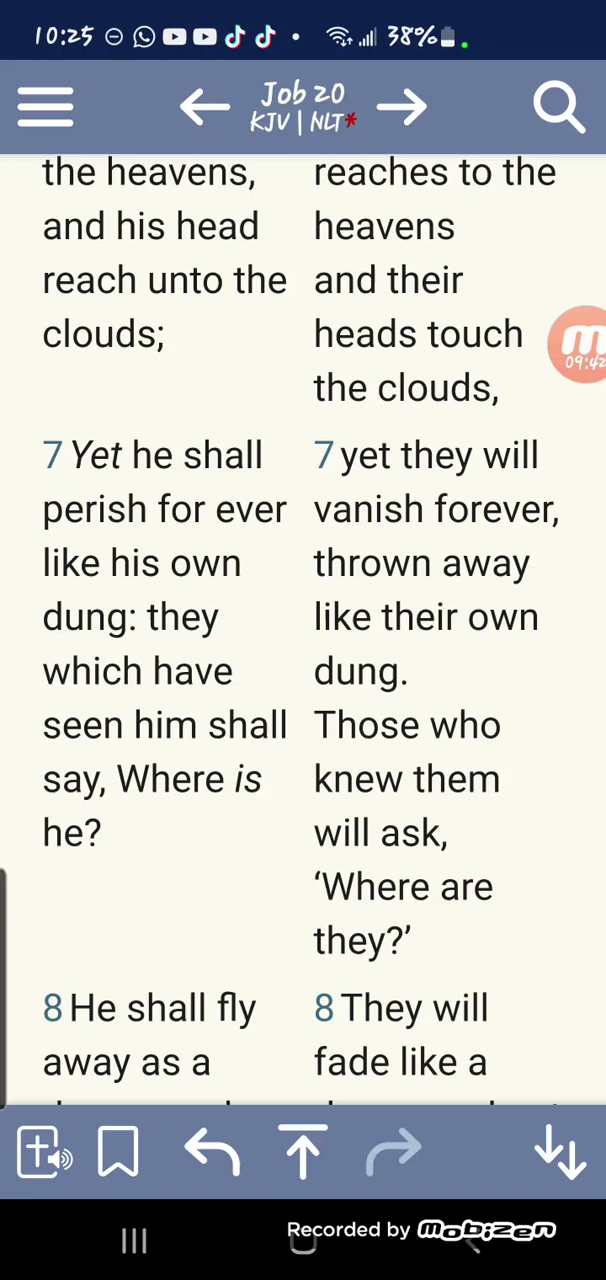 10:25 38%
Job 20
KJV | NLT*
the heavens,
and his head
reach unto the
clouds;
7 Yet he shall
perish for ever
like his own
dung: they
which have
seen him shall
say, Where is
he?
8 He shall fly
away as a
reaches to the
heavens
and their
heads touch
the clouds,
7 yet they will
vanish forever,
thrown away
like their own
dung.
Those who
knew them
will ask,
‘Where are
they?’
8 They will
fade like a
m
09:42
Recorded by mobizen